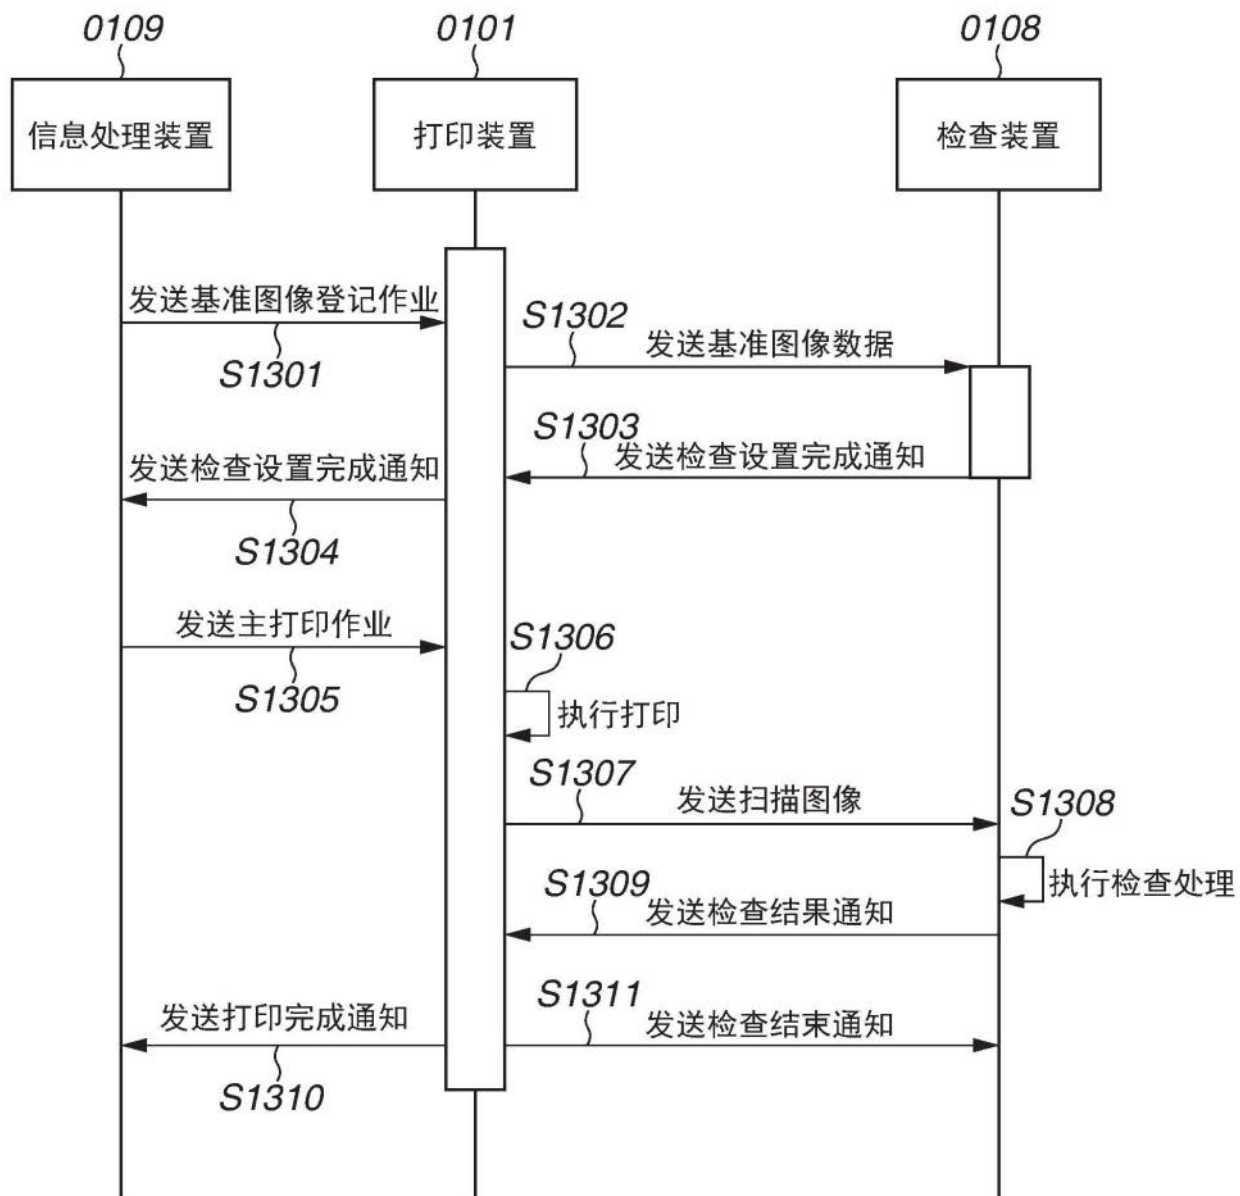 0109
0101
0108
信息处理装置
打印装置
检查装置
发送基准图像登记作业
S1301
S1302
发送基准图像数据
S1303
发送检查设置完成通知
发送检查设置完成通知
S1304
发送主打印作业
S1305
S1306
执行打印
S1307
发送扫描图像
S1308
执行检查处理
S1309
发送检查结果通知
发送打印完成通知
S1310
S1311
发送检查结束通知